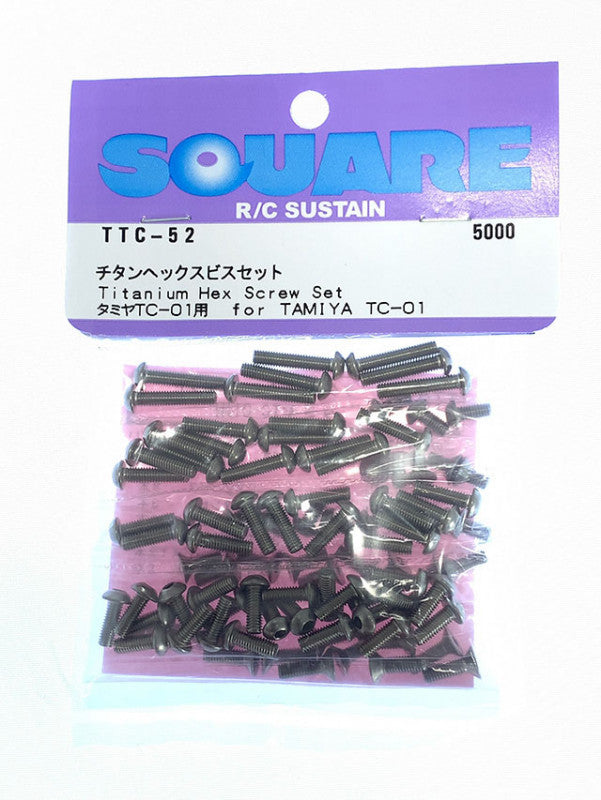 SQUARE
R/C SUSTAIN
TTC-52 5000
チタンヘックスビスセット
Titanium Hex Screw Set
タミヤTC-01用 for TAMIYA TC-01